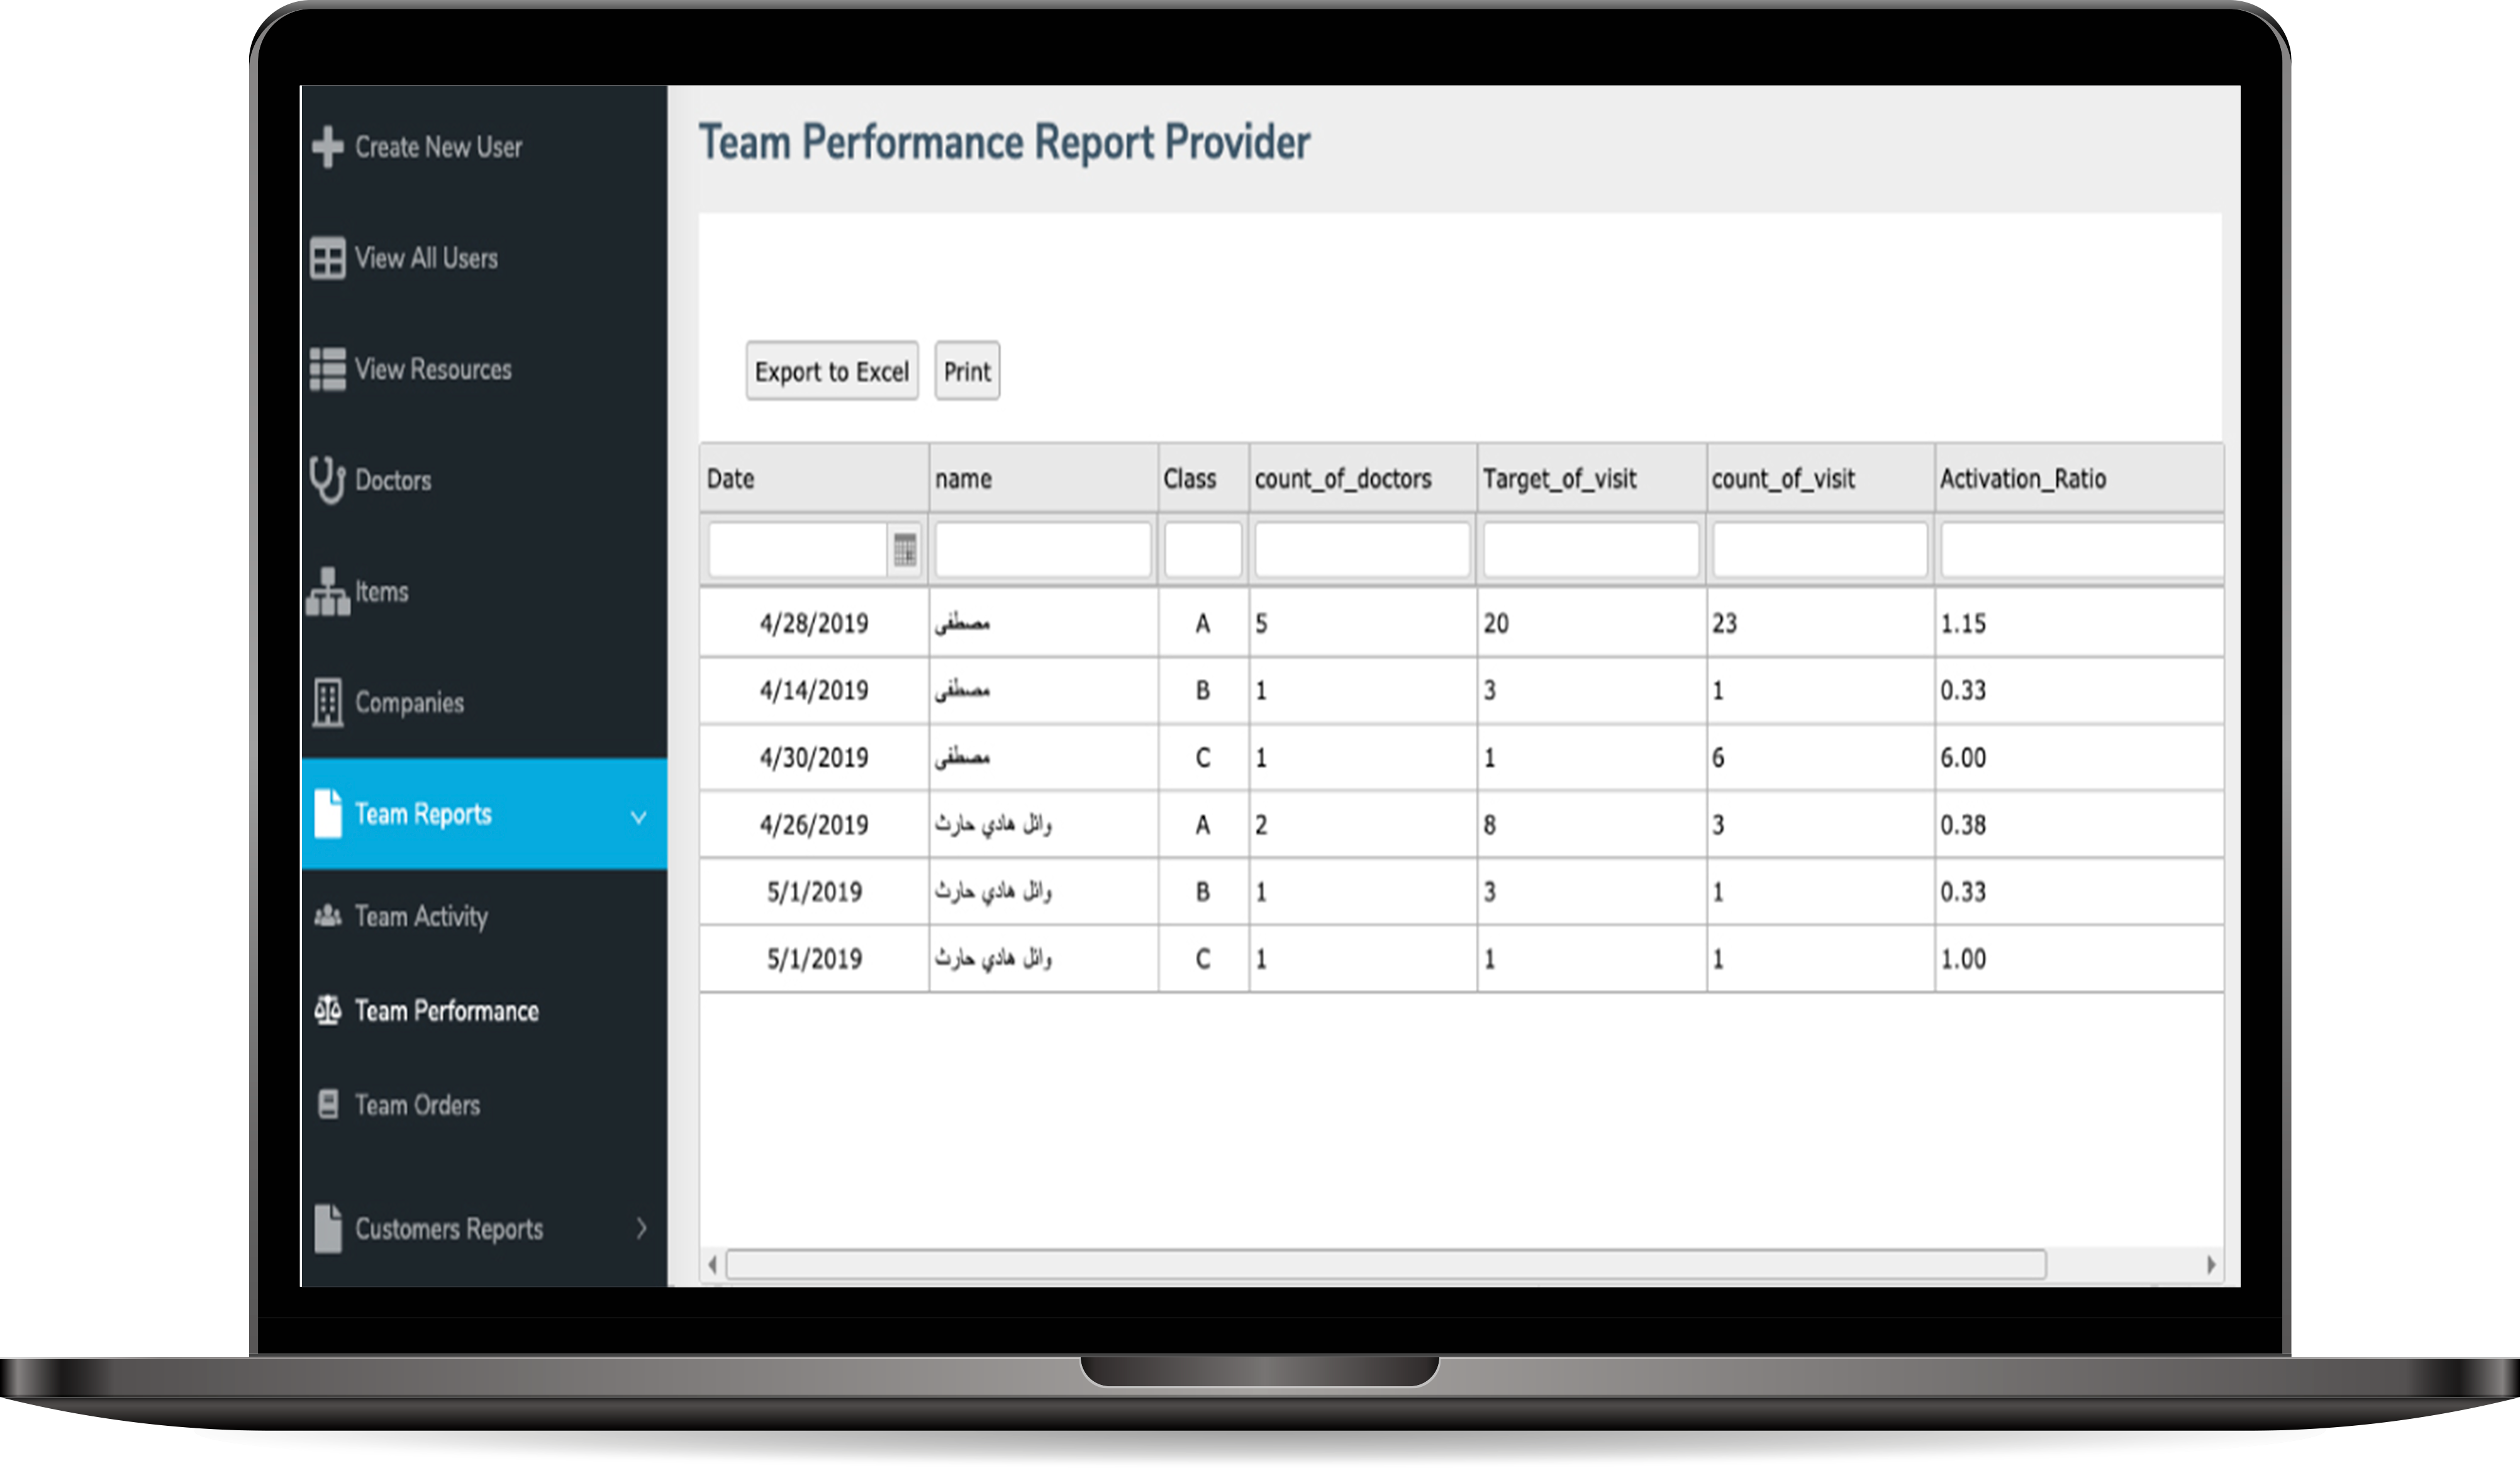 Create New User
View All Users
View Resources
Doctors
Items
Companies
Team Reports
Team Activity
Team Performance
Team Orders
Customers Reports
Team Performance Report Provider
Export to Excel Print
Date name Class count_of_doctors Target_of_visit count_of_visit Activation_Ratio
4/28/2019 مصطفى A 5 20 23 1.15
4/14/2019 مصطفى B 1 3 1 0.33
4/30/2019 مصطفى C 1 1 6 6.00
4/26/2019 وائل هادي حارث A 2 8 3 0.38
5/1/2019 وائل هادي حارث B 1 3 1 0.33
5/1/2019 وائل هادي حارث C 1 1 1 1.00